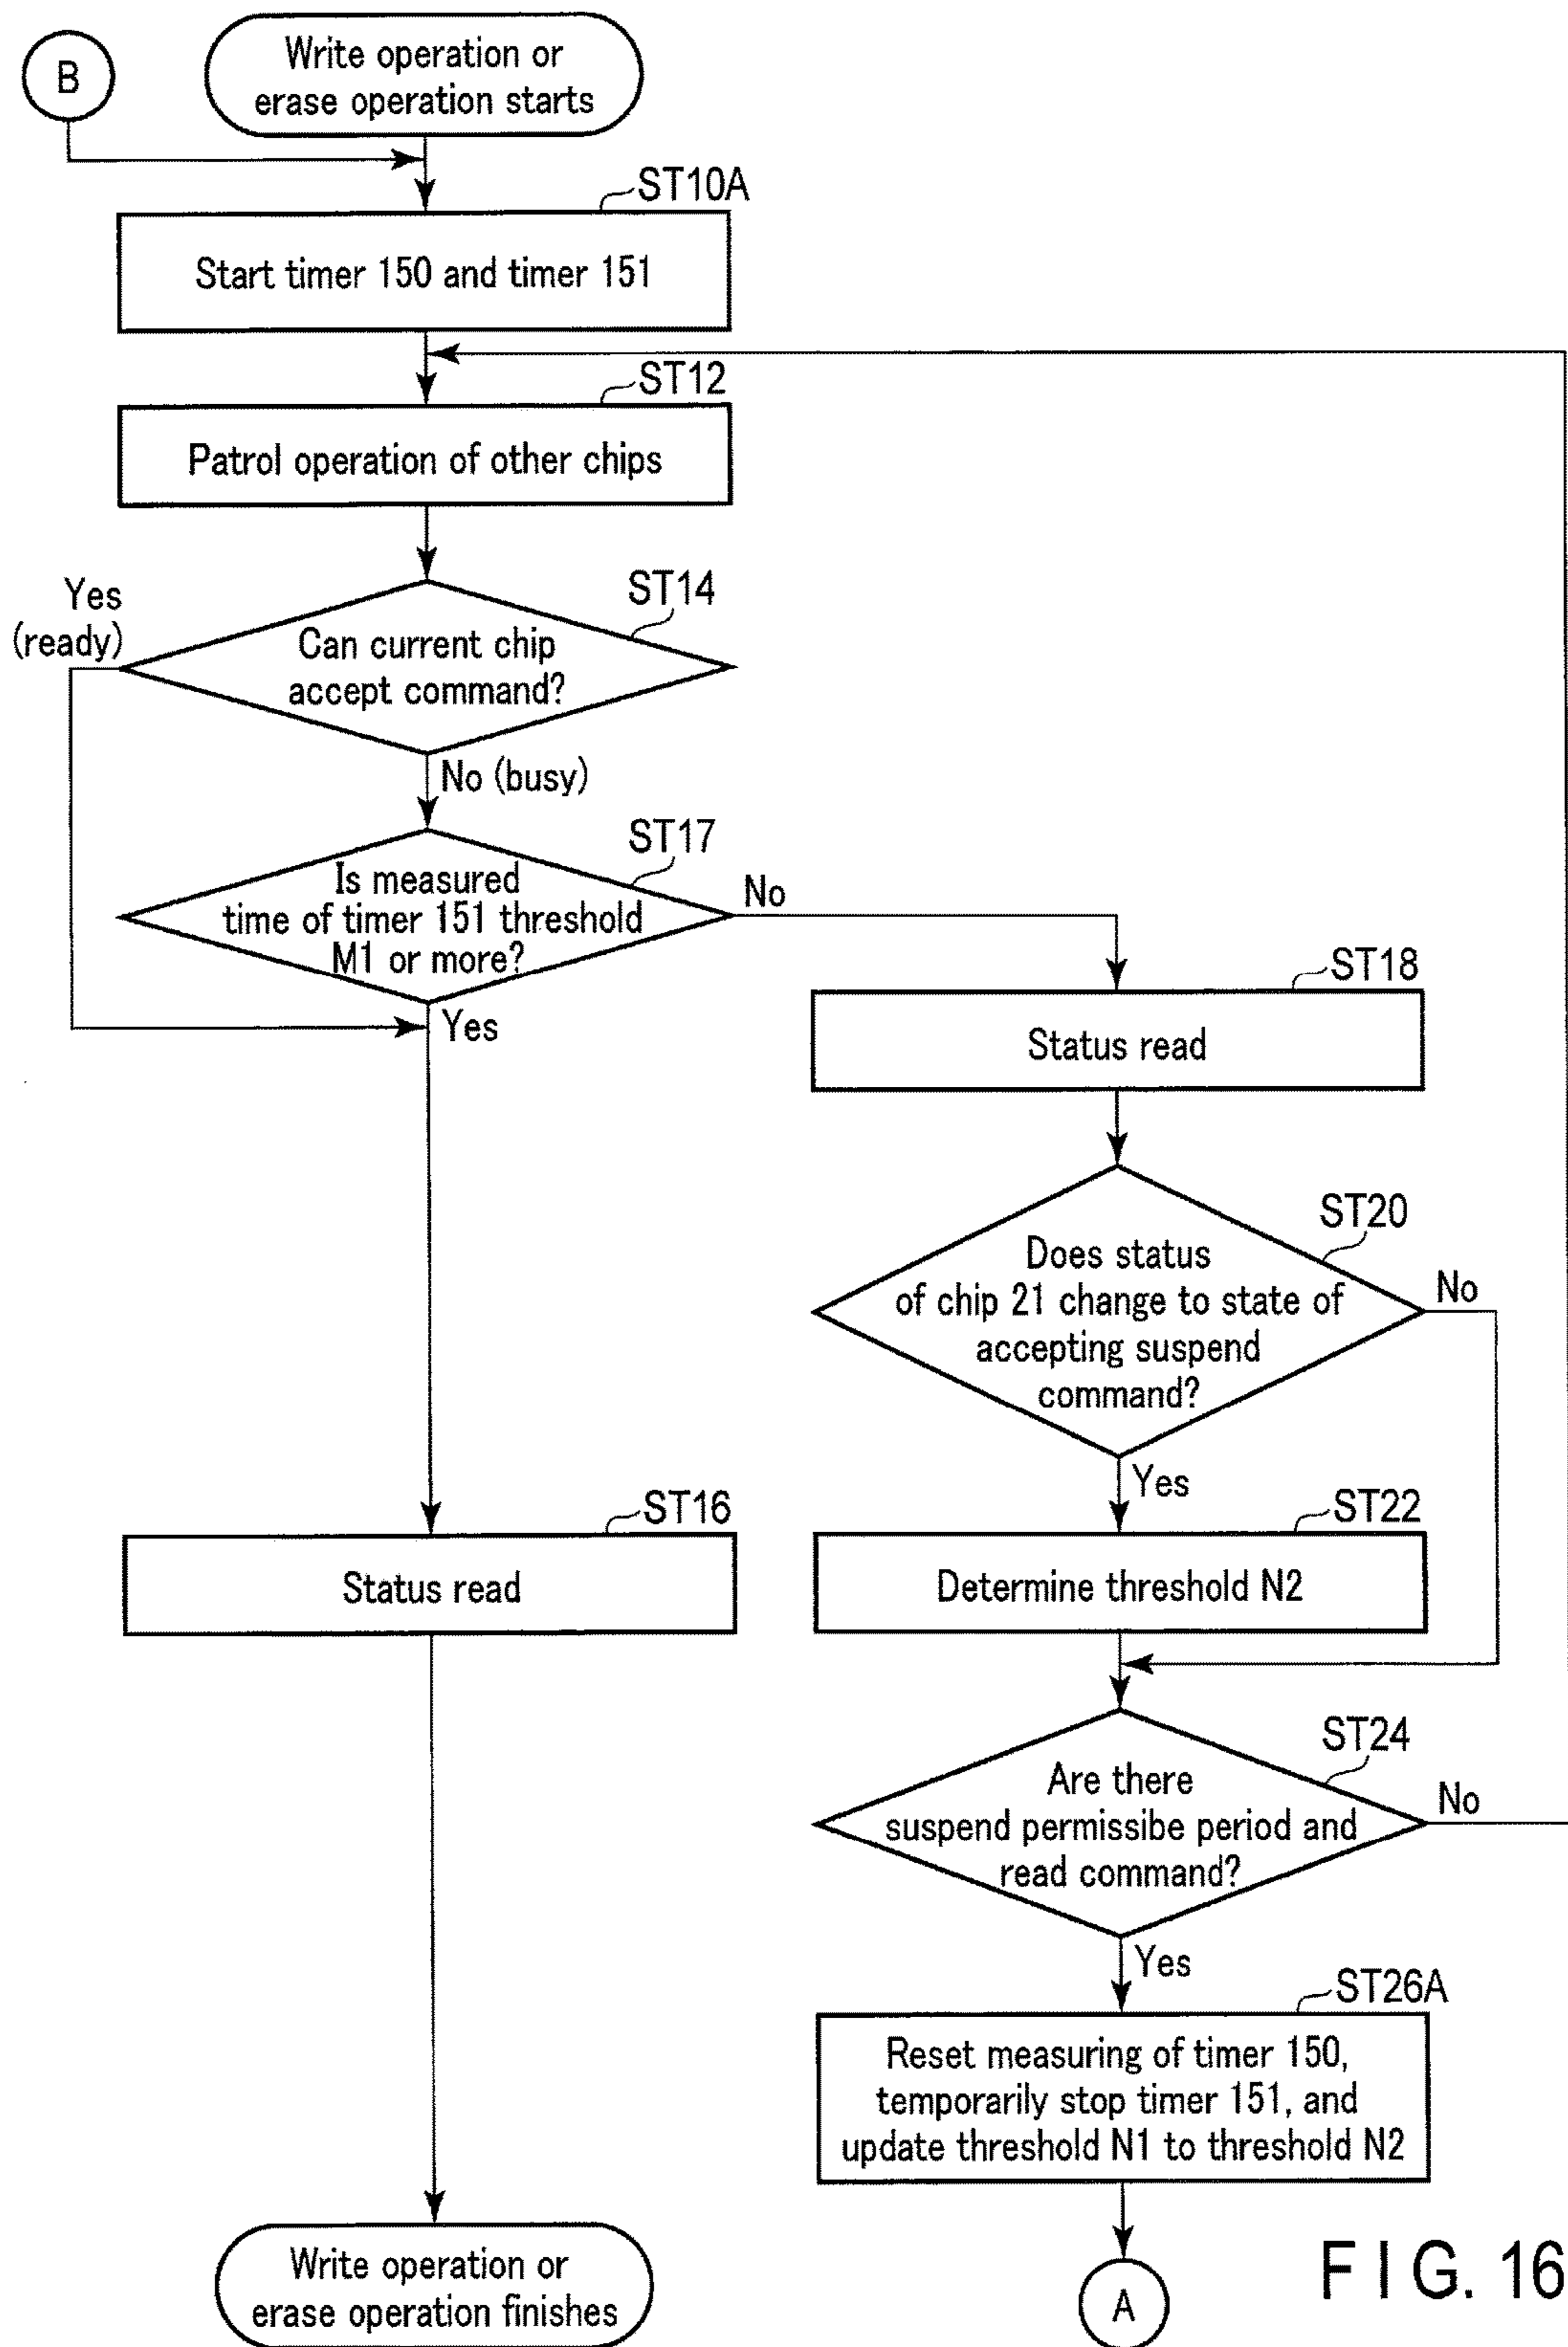 B
Write operation or
erase operation starts
ST10A
Start timer 150 and timer 151
ST12
Patrol operation of other chips
Yes
(ready)
ST14
Can current chip
accept command?
No (busy)
ST17
Is measured
time of timer 151 threshold
M1 or more?
No
Yes
ST18
Status read
ST20
Does status
of chip 21 change to state of
accepting suspend
command?
No
Yes
ST16
Status read
ST22
Determine threshold N2
ST24
Are there
suspend permissibe period and
read command?
No
Yes
ST26A
Reset measuring of timer 150,
temporarily stop timer 151, and
update threshold N1 to threshold N2
Write operation or
erase operation finishes
A
FIG. 16